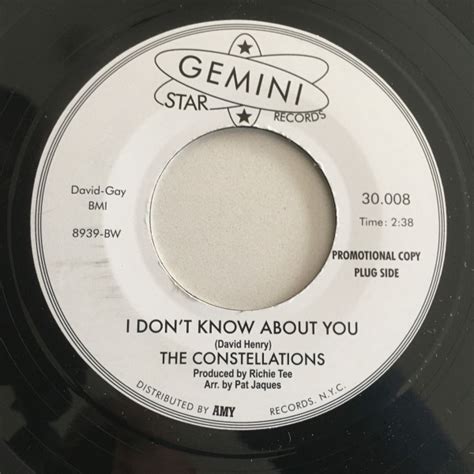 GEMINI
STAR
RECORDS
David-Gay
BMI
8939-BW
30.008
Time: 2:38
PROMOTIONAL COPY
PLUG SIDE
I DON'T KNOW ABOUT YOU
(David Henry)
THE CONSTELLATIONS
Produced by Richie Tee
Arr. by Pat Jaques
DISTRIBUTED BY AMY RECORDS. N.Y.C.